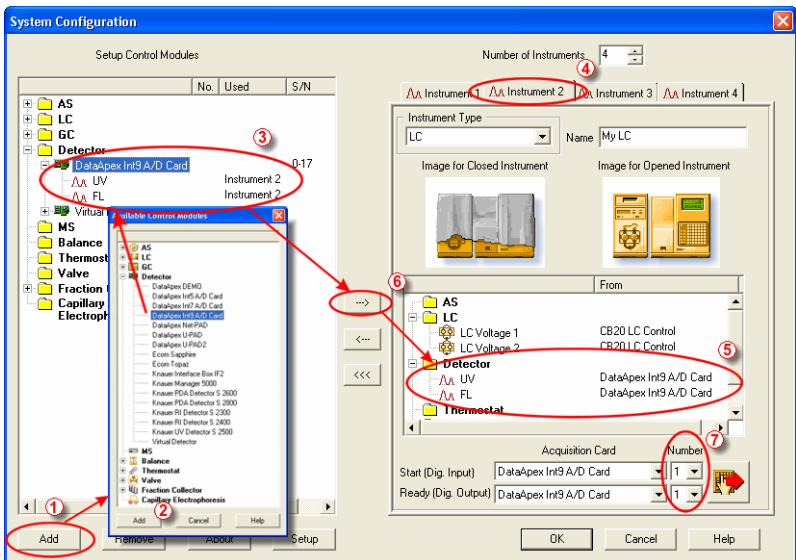 System Configuration
Setup Control Modules
Number of Instruments 4
4
No. Used S/N
Instrument 1 Instrument 2 Instrument 3 Instrument 4
AS
LC
GC
Detector
3
DataApex Int9 A/D Card 0-17
UV Instrument 2
FL Instrument 2
Virtual
MS
Balance
Thermost
Valve
Fraction
Capillary
Electroph
Available Control Modules
AS
LC
GC
Detector
DataApex DEMO
DataApex Int5 A/D Card
DataApex Int7 A/D Card
DataApex Int9 A/D Card
DataApex Net-PAD
DataApex U-PAD
DataApex U-PAD2
Ecom Sapphire
Ecom Topaz
Knauer Interface Box IF2
Knauer Manager 5000
Knauer PDA Detector S 2600
Knauer PDA Detector S 2800
Knauer RI Detector S 2300
Knauer RI Detector S 2400
Knauer UV Detector S 2500
Virtual Detector
MS
Balance
Thermostat
Valve
Fraction Collector
Capillary Electrophoresis
2
Add Cancel Help
1
Add Remove About Setup
--->
6
<---
<<<
Instrument Type
LC Name My LC
Image for Closed Instrument Image for Opened Instrument
From
AS
LC
LC Voltage 1 CB20 LC Control
LC Voltage 2 CB20 LC Control
5
Detector
UV DataApex Int9 A/D Card
FL DataApex Int9 A/D Card
Thermostat
7
Acquisition Card Number
Start (Dig. Input) DataApex Int9 A/D Card 1
Ready (Dig. Output) DataApex Int9 A/D Card 1
OK Cancel Help